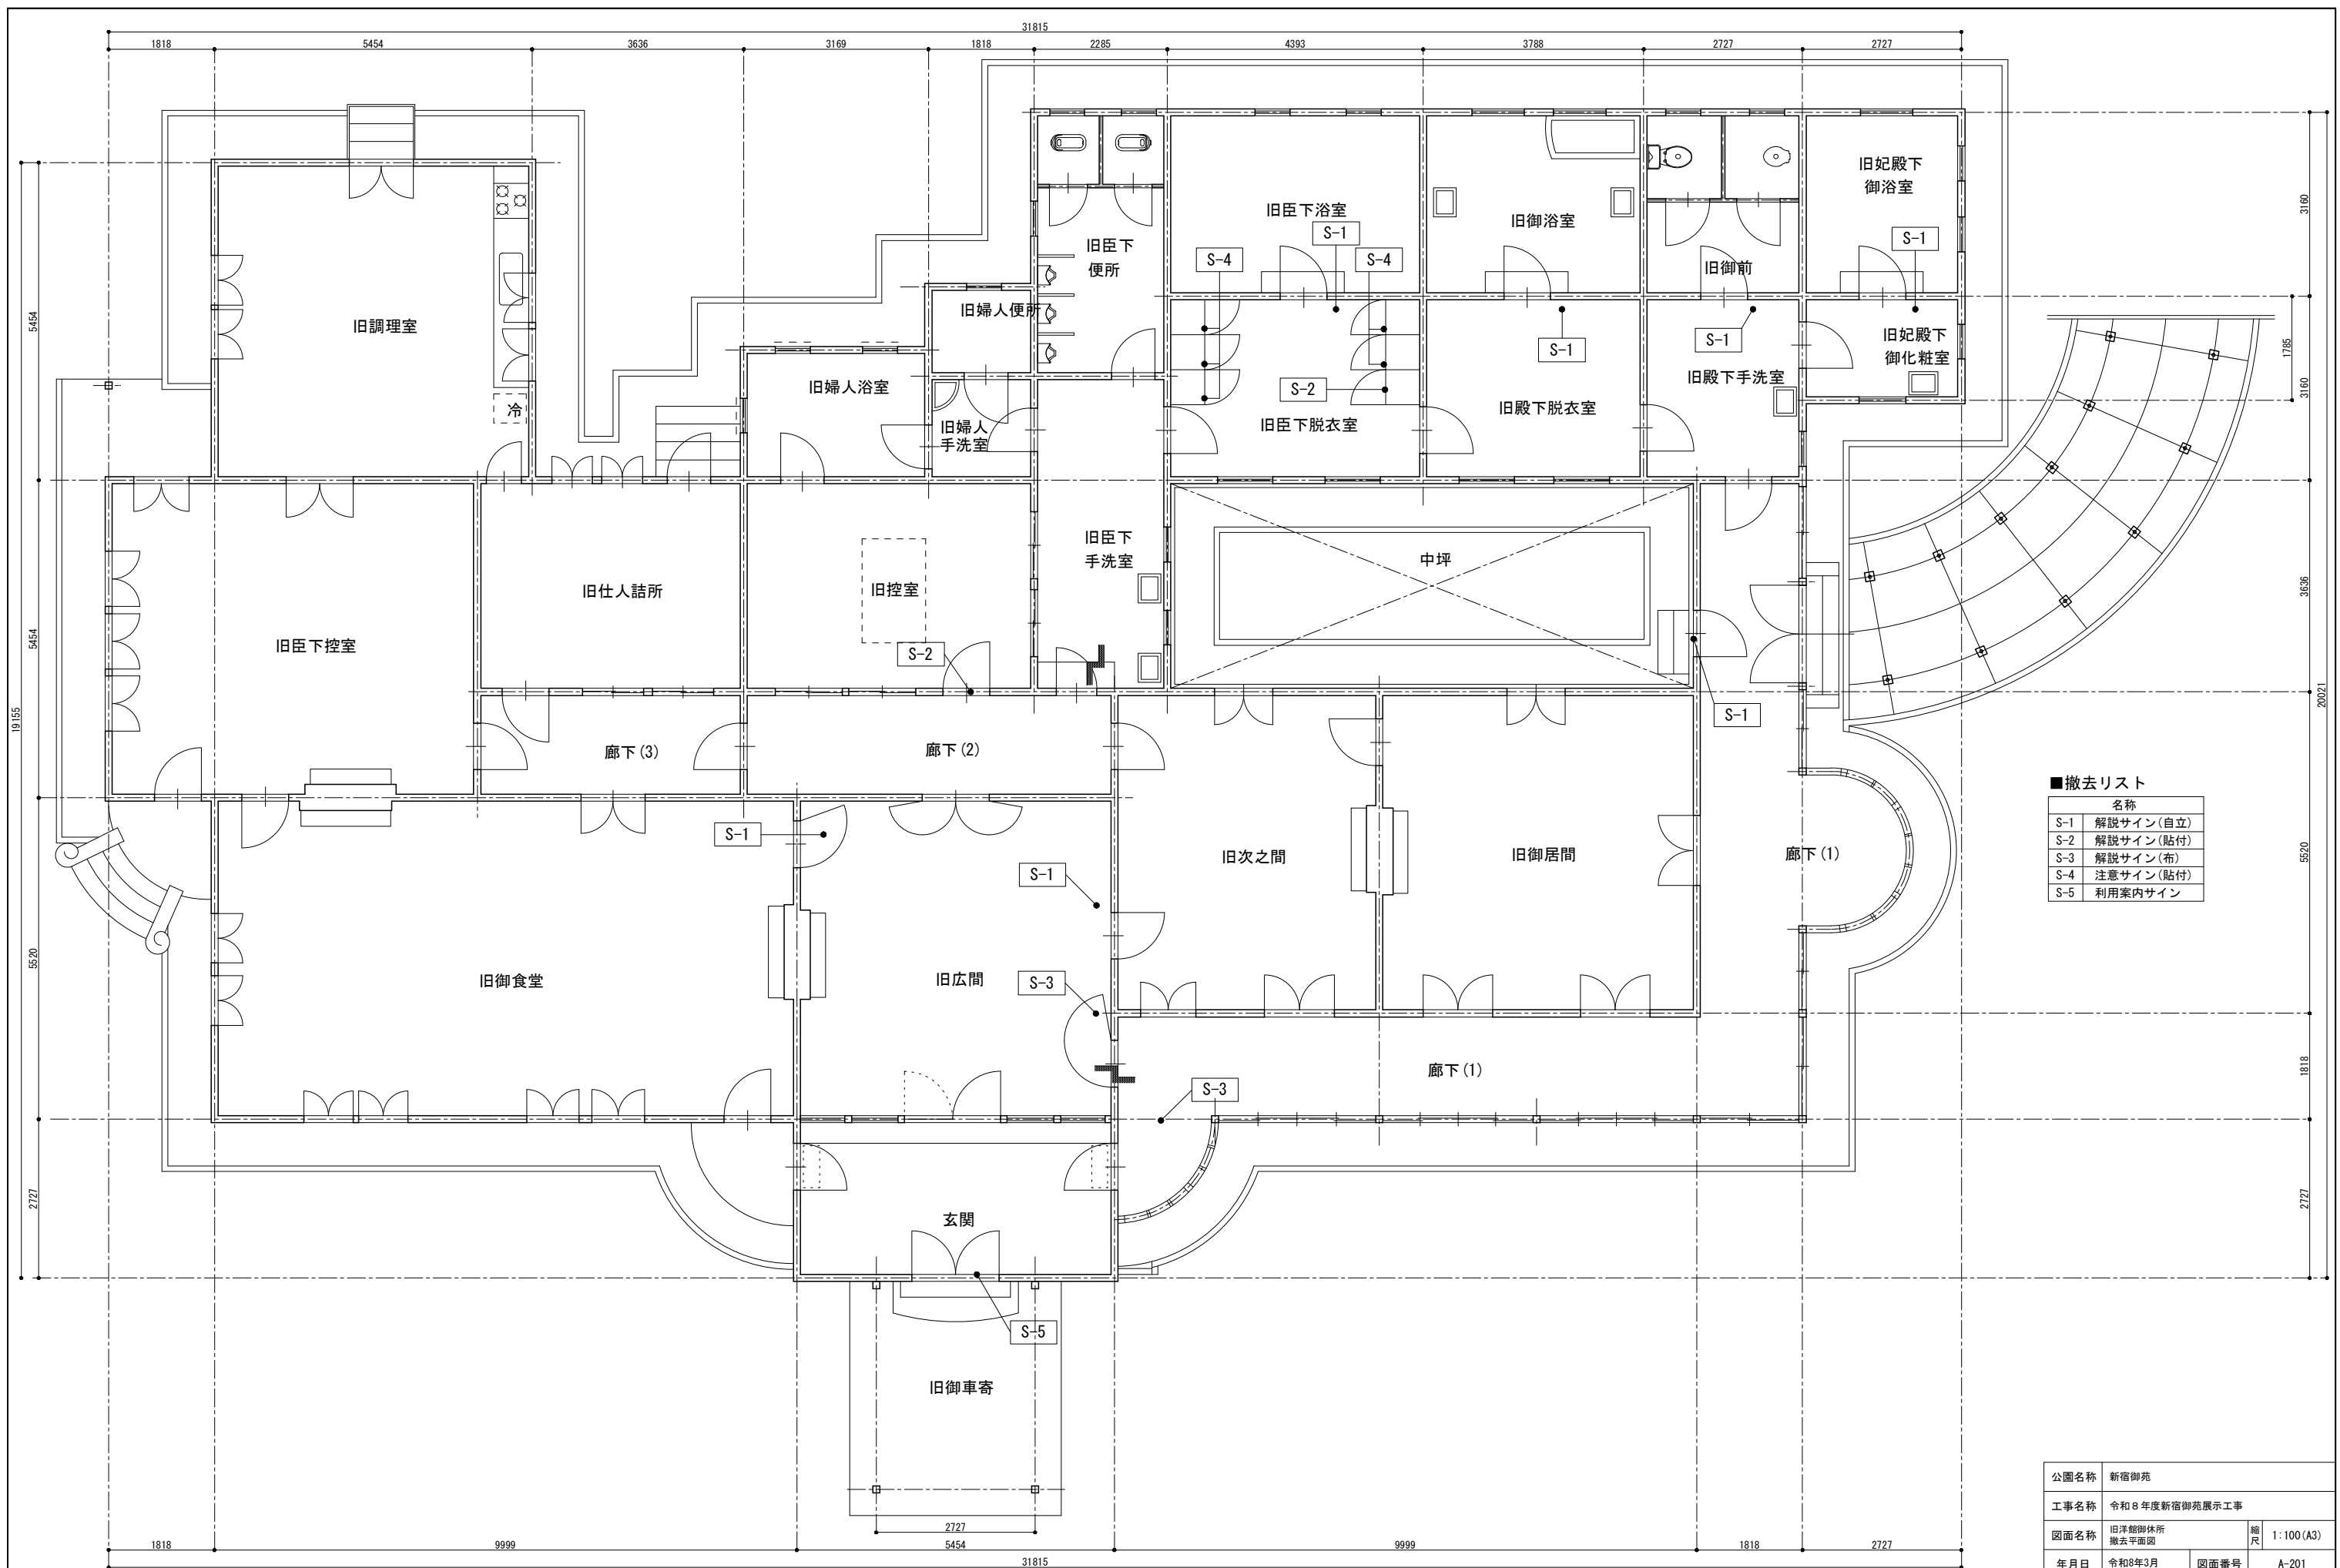 31815
1818
5454
3636
3169
1818
2285
4393
3788
2727
2727
旧妃殿下
御浴室
旧臣下浴室
旧御浴室
S-1
S-1
旧臣下
便所
S-4
S-4
旧御前
旧婦人便所
旧調理室
S-1
S-1
旧妃殿下
御化粧室
旧婦人浴室
S-2
旧殿下手洗室
冷
旧殿下脱衣室
旧婦人
手洗室
旧臣下脱衣室
旧臣下
手洗室
中坪
旧仕人詰所
旧控室
旧臣下控室
S-2
S-1
廊下(3)
廊下(2)
S-1
旧次之間
旧御居間
廊下(1)
S-1
旧御食堂
旧広間
S-3
廊下(1)
S-3
玄関
S-5
旧御車寄
5454
5454
5520
2727
19155
3160
1785
3160
3636
5520
1818
2727
20021
■撤去リスト
名称
S-1 解説サイン(自立)
S-2 解説サイン(貼付)
S-3 解説サイン(布)
S-4 注意サイン(貼付)
S-5 利用案内サイン
2727
1818
9999
5454
9999
1818
2727
31815
公園名称 新宿御苑
工事名称 令和8年度新宿御苑展示工事
図面名称 旧洋館御休所
撤去平面図
縮尺 1:100(A3)
年月日 令和8年3月 図面番号 A-201